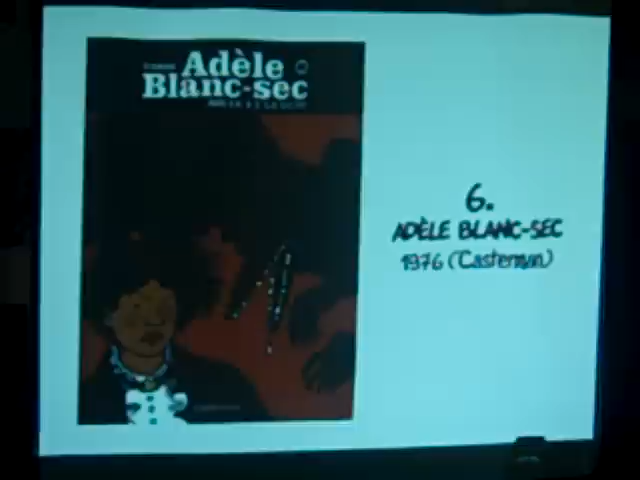 Adèle
Blanc-sec
6.
ADÈLE BLANC-SEC
1976 (Casterman)